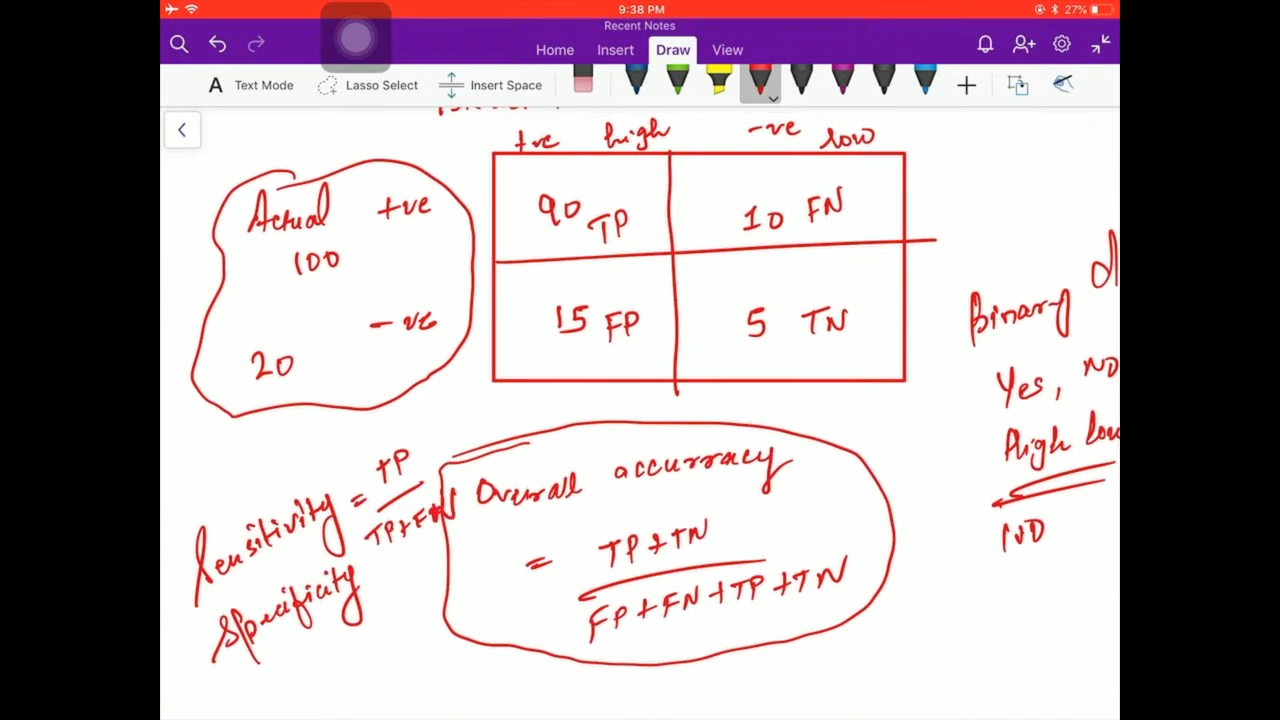 9:38 PM
27%
Recent Notes
Home Insert Draw View
Text Mode Lasso Select Insert Space
+ve high -ve low
Actual +ve
100
90 TP
10 FN
-ve
20
15 FP
5 TN
Binary
Yes, NO
High low
100
Sensitivity = TP
TP+FN
Specificity
Overall accurracy
= TP+TN
FP+FN+TP+TN